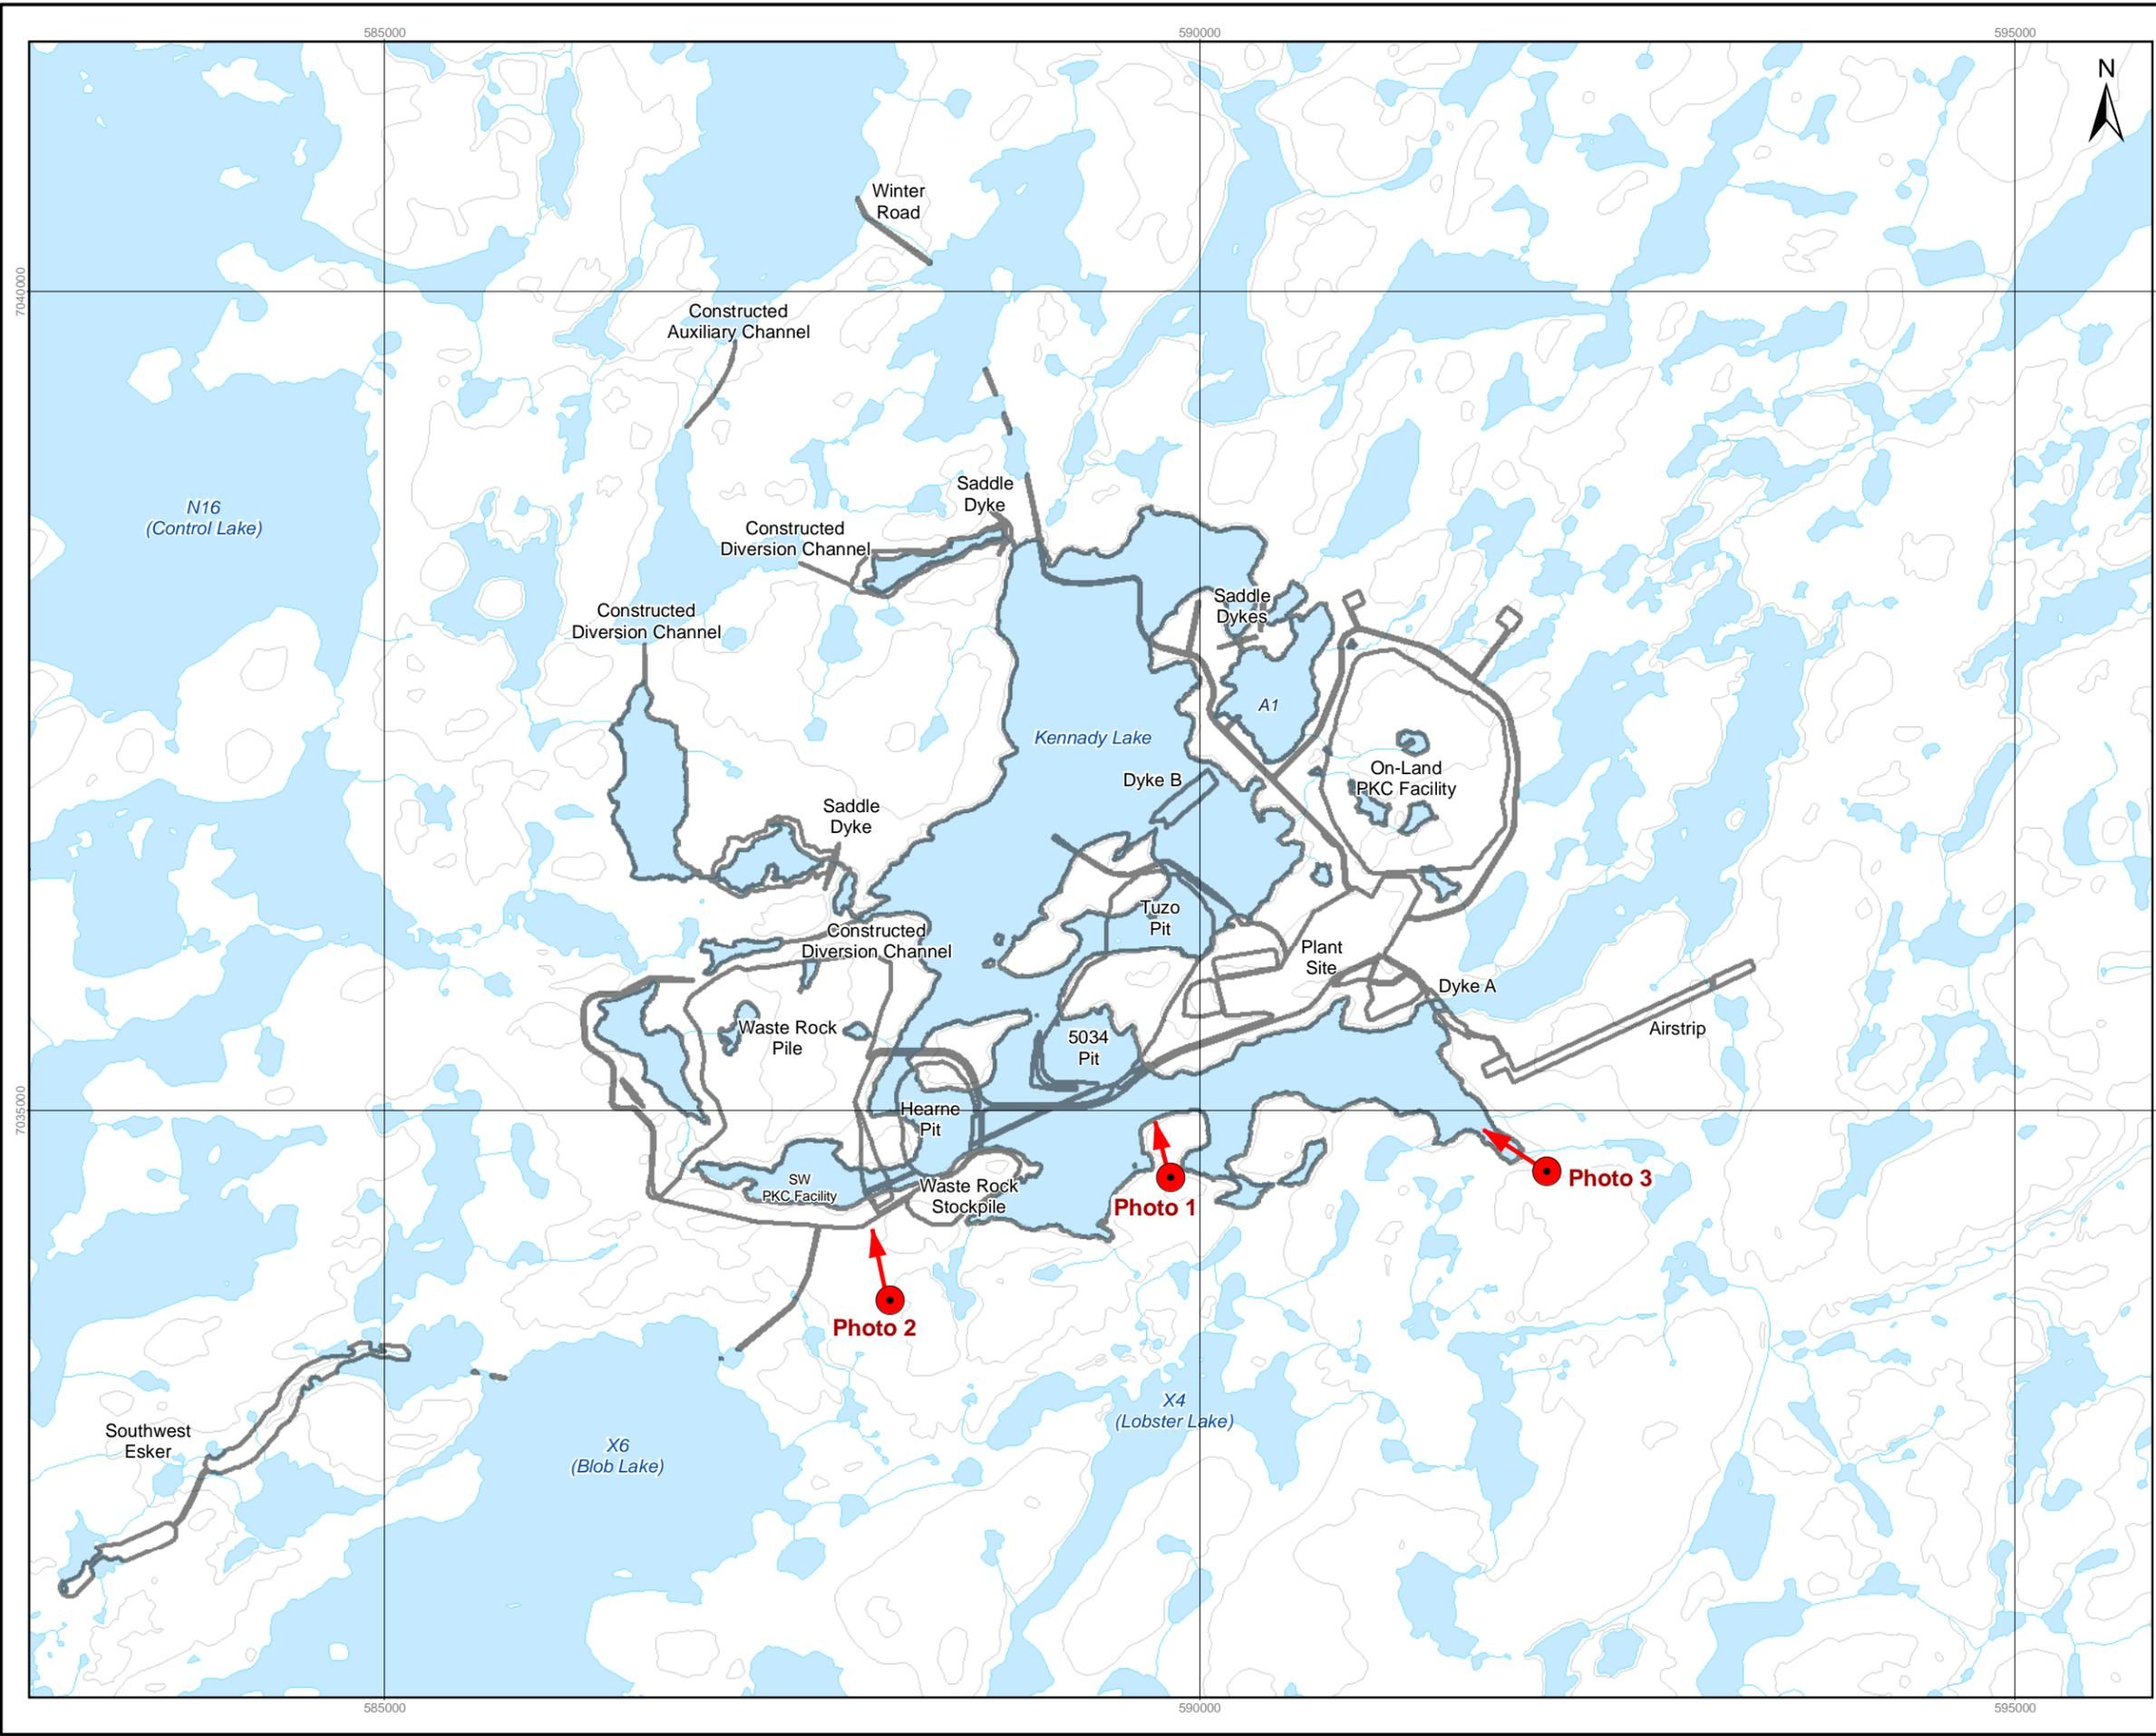 585000
590000
595000
N
Winter
Road
7040000
Constructed
Auxiliary Channel
Saddle
Dyke
N16
(Control Lake)
Constructed
Diversion Channel
Saddle
Dykes
Constructed
Diversion Channel
A1
Kennady Lake
Dyke B
On-Land
PKC Facility
Saddle
Dyke
Tuzo
Pit
Constructed
Diversion Channel
Plant
Site
Dyke A
Waste Rock
Pile
5034
Pit
Airstrip
7035000
Hearne
Pit
SW
PKC Facility
Waste Rock
Stockpile
Photo 1
Photo 3
Photo 2
X4
(Lobster Lake)
Southwest
Esker
X6
(Blob Lake)
585000
590000
595000